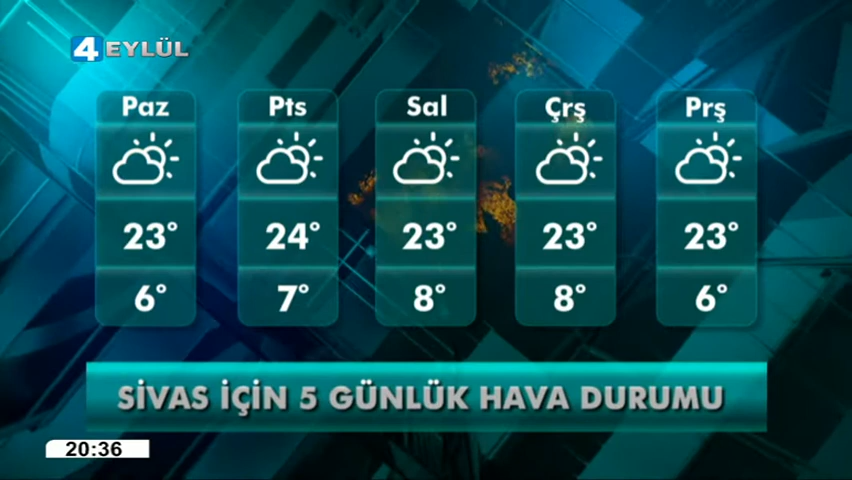 4 EYLÜL
Paz Pts Sal Çrş Prş
23° 24° 23° 23° 23°
6° 7° 8° 8° 6°
SİVAS İÇİN 5 GÜNLÜK HAVA DURUMU
20:36